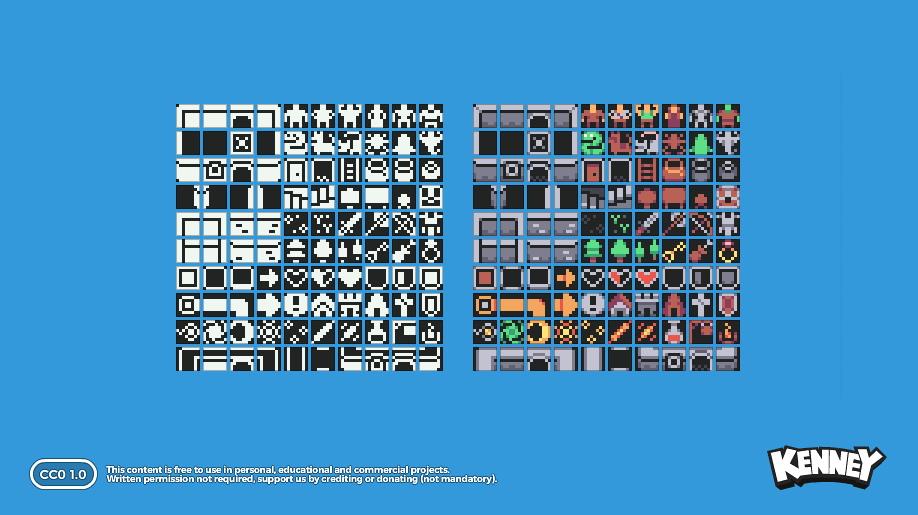 CC0 1.0
This content is free to use in personal, educational and commercial projects.
Written permission not required, support us by crediting or donating (not mandatory).
KENNEY